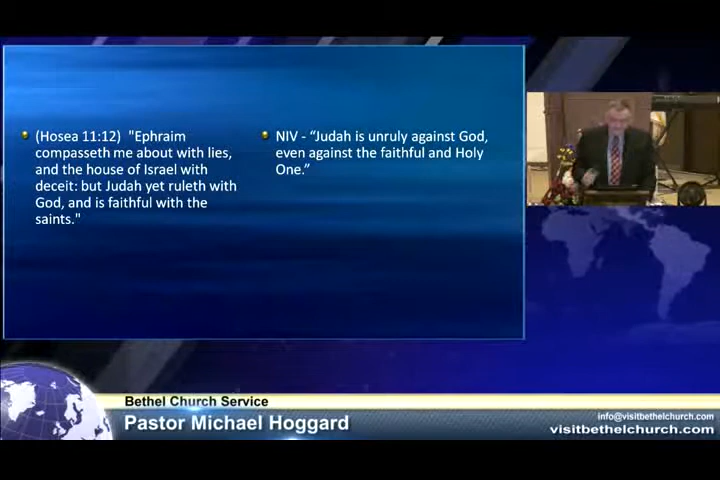 (Hosea 11:12)  "Ephraim
compasseth me about with lies,
and the house of Israel with
deceit: but Judah yet ruleth with
God, and is faithful with the
saints."
NIV - “Judah is unruly against God,
even against the faithful and Holy
One.”
Bethel Church Service
Pastor Michael Hoggard
info@visitbethelchurch.com
visitbethelchurch.com